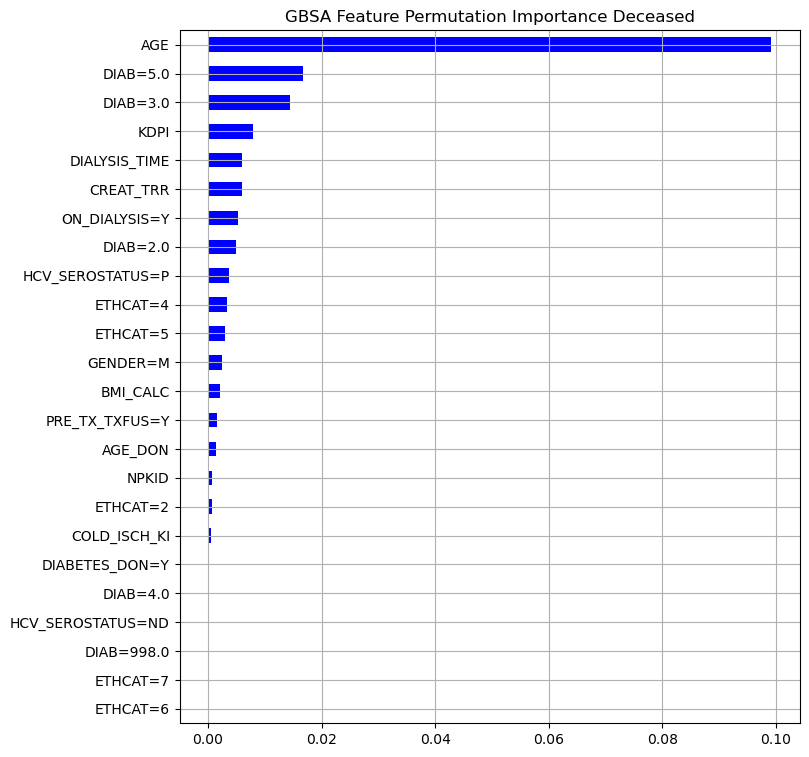 GBSA Feature Permutation Importance Deceased
AGE
DIAB=5.0
DIAB=3.0
KDPI
DIALYSIS_TIME
CREAT_TRR
ON_DIALYSIS=Y
DIAB=2.0
HCV_SEROSTATUS=P
ETHCAT=4
ETHCAT=5
GENDER=M
BMI_CALC
PRE_TX_TXFUS=Y
AGE_DON
NPKID
ETHCAT=2
COLD_ISCH_KI
DIABETES_DON=Y
DIAB=4.0
HCV_SEROSTATUS=ND
DIAB=998.0
ETHCAT=7
ETHCAT=6
0.00 0.02 0.04 0.06 0.08 0.10